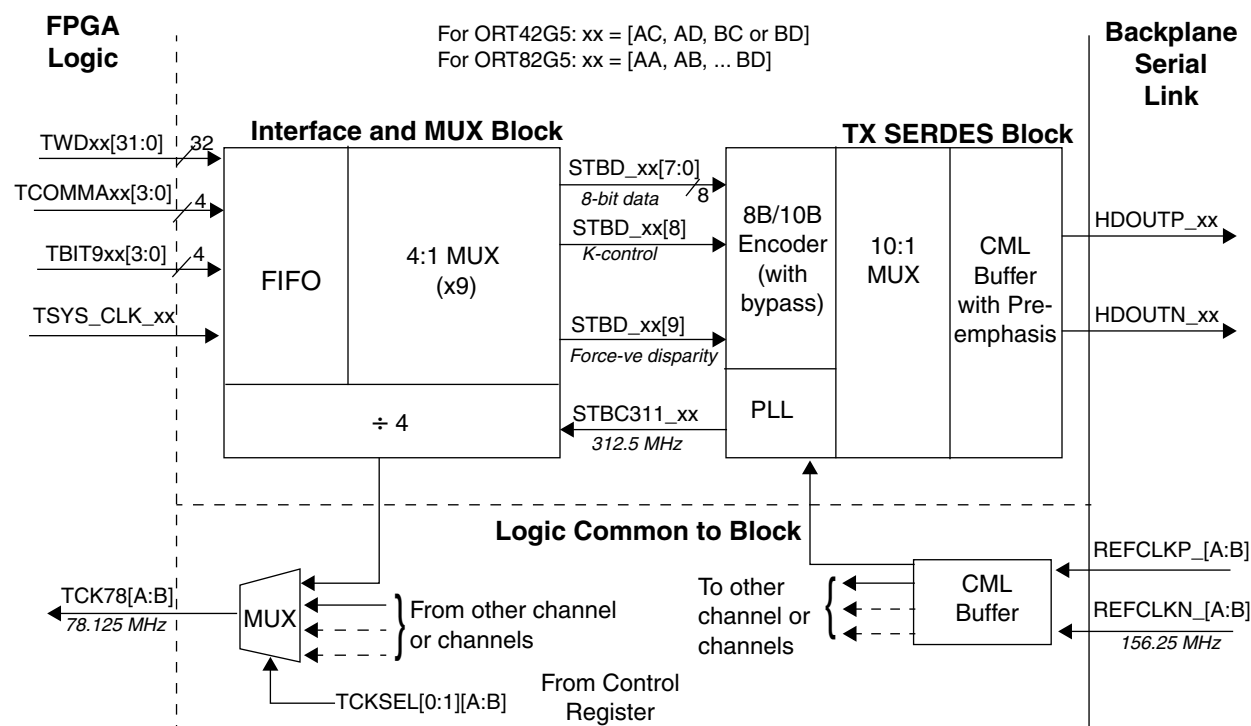 FPGA
Logic
For ORT42G5: xx = [AC, AD, BC or BD]
For ORT82G5: xx = [AA, AB, ... BD]
Backplane
Serial
Link
Interface and MUX Block
TX SERDES Block
TWDxx[31:0]
32
TCOMMAxx[3:0]
4
TBIT9xx[3:0]
4
TSYS_CLK_xx
FIFO
4:1 MUX
(x9)
÷ 4
STBD_xx[7:0]
8-bit data
8
STBD_xx[8]
K-control
STBD_xx[9]
Force-ve disparity
STBC311_xx
312.5 MHz
8B/10B
Encoder
(with
bypass)
PLL
10:1
MUX
CML
Buffer
with Pre-
emphasis
HDOUTP_xx
HDOUTN_xx
Logic Common to Block
TCK78[A:B]
78.125 MHz
MUX
From other channel
or channels
TCKSEL[0:1][A:B]
From Control
Register
To other
channel or
channels
CML
Buffer
REFCLKP_[A:B]
REFCLKN_[A:B]
156.25 MHz